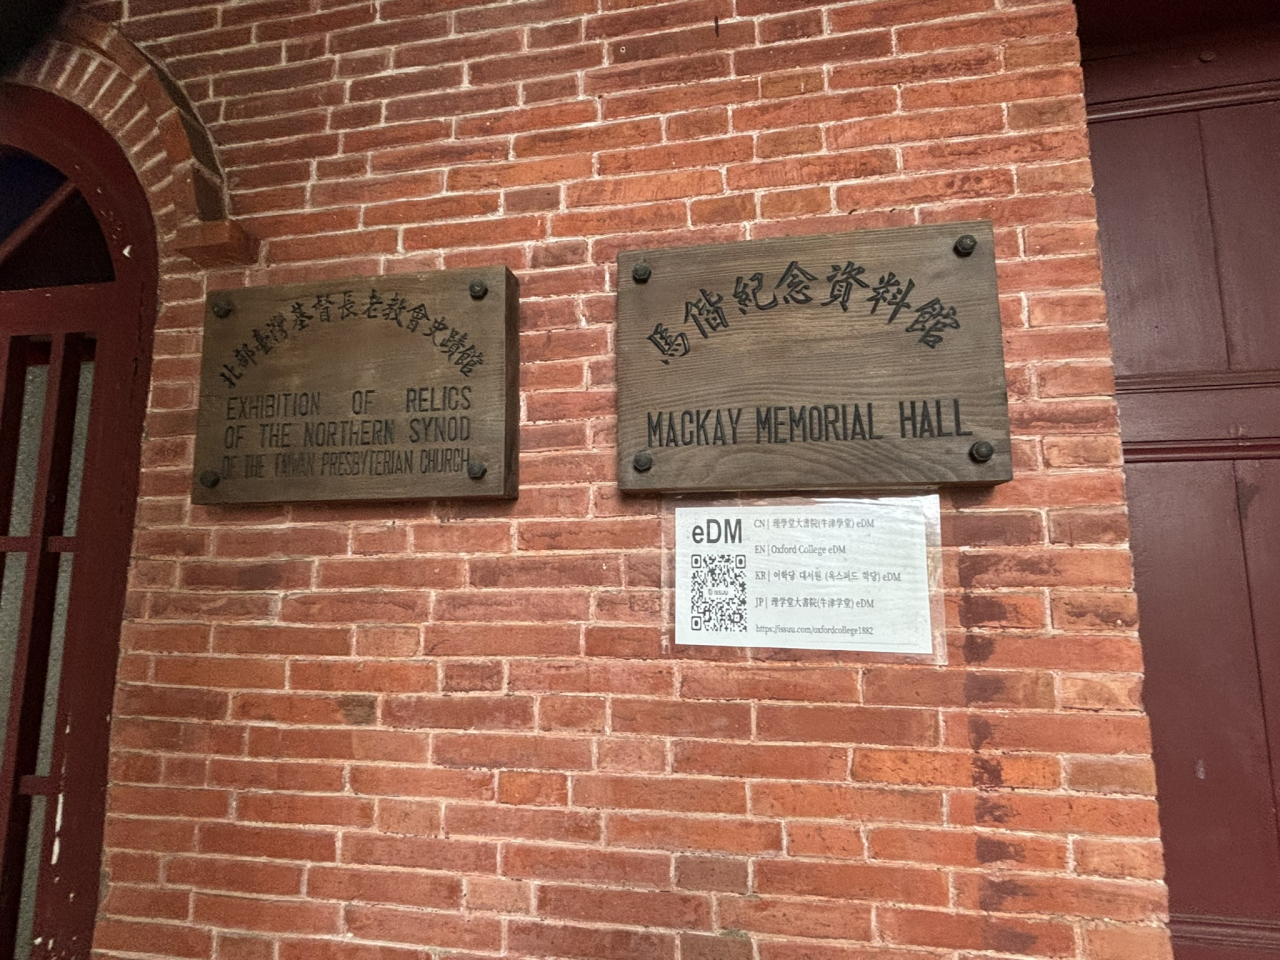 北部臺灣基督長老教會史蹟館
EXHIBITION OF RELICS
OF THE NORTHERN SYNOD
OF THE TAIWAN PRESBYTERIAN CHURCH
馬偕紀念資料館
MACKAY MEMORIAL HALL
eDM
CN | 理學堂大書院(牛津學堂) eDM
EN | Oxford College eDM
KR | 이학당 대서원 (옥스퍼드 학당) eDM
JP | 理学堂大書院(牛津学堂) eDM
https://issuu.com/oxfordcollege1882
issuu